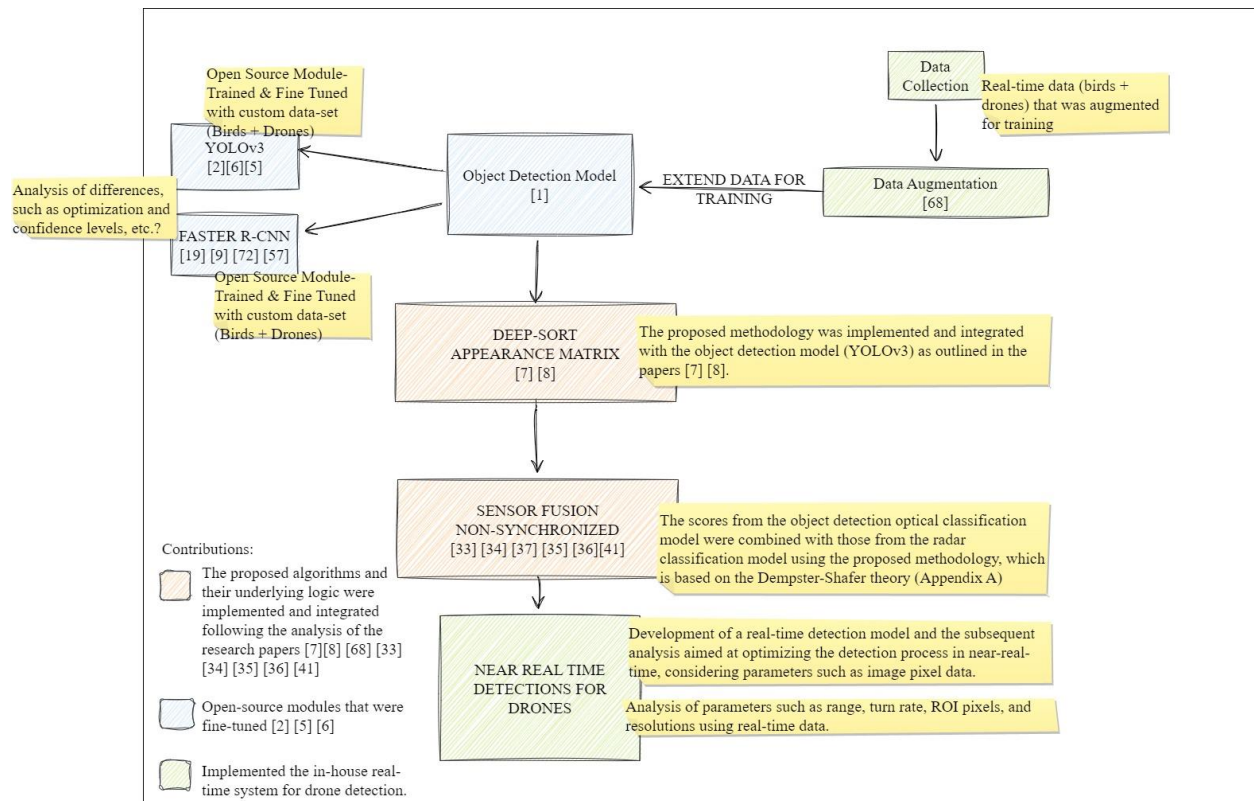 Open Source Module-
Trained & Fine Tuned
with custom data-set
(Birds + Drones)
YOLOv3
[2][6][5]
Analysis of differences,
such as optimization and
confidence levels, etc.?
FASTER R-CNN
[19] [9] [72] [57]
Open Source Module-
Trained & Fine Tuned
with custom data-set
(Birds + Drones)
Object Detection Model
[1]
EXTEND DATA FOR
TRAINING
Data
Collection
Real-time data (birds +
drones) that was augmented
for training
Data Augmentation
[68]
DEEP-SORT
APPEARANCE MATRIX
[7] [8]
The proposed methodology was implemented and integrated
with the object detection model (YOLOv3) as outlined in the
papers [7] [8].
SENSOR FUSION
NON-SYNCHRONIZED
[33] [34] [37] [35] [36][41]
The scores from the object detection optical classification
model were combined with those from the radar
classification model using the proposed methodology, which
is based on the Dempster-Shafer theory (Appendix A)
NEAR REAL TIME
DETECTIONS FOR
DRONES
Development of a real-time detection model and the subsequent
analysis aimed at optimizing the detection process in near-real-
time, considering parameters such as image pixel data.
Analysis of parameters such as range, turn rate, ROI pixels, and
resolutions using real-time data.
Contributions:
The proposed algorithms and
their underlying logic were
implemented and integrated
following the analysis of the
research papers [7][8] [68] [33]
[34] [35] [36] [41]
Open-source modules that were
fine-tuned [2] [5] [6]
Implemented the in-house real-
time system for drone detection.